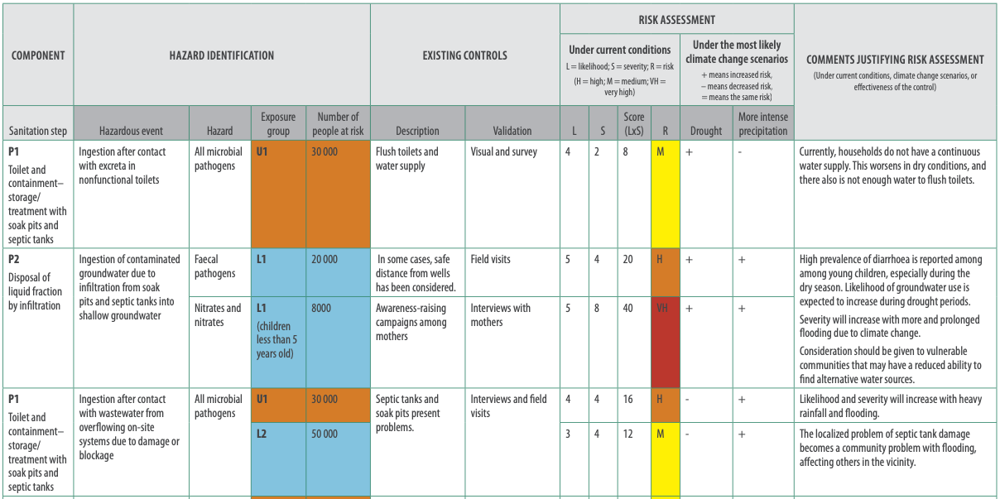 COMPONENT
HAZARD IDENTIFICATION
EXISTING CONTROLS
RISK ASSESSMENT
Under current conditions
L = likelihood; S = severity; R = risk
(H = high; M = medium; VH =
very high)
Under the most likely
climate change scenarios
+ means increased risk,
– means decreased risk,
= means the same risk)
COMMENTS JUSTIFYING RISK ASSESSMENT
(Under current conditions, climate change scenarios, or
effectiveness of the control)
Sanitation step
Hazardous event
Hazard
Exposure
group
Number of
people at risk
Description
Validation
L
S
Score
(LxS)
R
Drought
More intense
precipitation
P1
Toilet and
containment–
storage/
treatment with
soak pits and
septic tanks
Ingestion after contact
with excreta in
nonfunctional toilets
All microbial
pathogens
U1
30 000
Flush toilets and
water supply
Visual and survey
4
2
8
M
+
-
Currently, households do not have a continuous
water supply. This worsens in dry conditions, and
there also is not enough water to flush toilets.
P2
Disposal of
liquid fraction
by infiltration
Ingestion of contaminated
groundwater due to
infiltration from soak
pits and septic tanks into
shallow groundwater
Faecal
pathogens
L1
20 000
In some cases, safe
distance from wells
has been considered.
Field visits
5
4
20
H
+
+
High prevalence of diarrhoea is reported among
among young children, especially during the
dry season. Likelihood of groundwater use is
expected to increase during drought periods.
Severity will increase with more and prolonged
flooding due to climate change.
Consideration should be given to vulnerable
communities that may have a reduced ability to
find alternative water sources.
Nitrates and
nitrates
L1
(children
less than 5
years old)
8000
Awareness-raising
campaigns among
mothers
Interviews with
mothers
5
8
40
VH
+
+
P1
Toilet and
containment–
storage/
treatment with
soak pits and
septic tanks
Ingestion after contact
with wastewater from
overflowing on-site
systems due to damage or
blockage
All microbial
pathogens
U1
30 000
Septic tanks and
soak pits present
problems.
Interviews and field
visits
4
4
16
H
-
+
Likelihood and severity will increase with heavy
rainfall and flooding.
L2
50 000
3
4
12
M
-
+
The localized problem of septic tank damage
becomes a community problem with flooding,
affecting others in the vicinity.